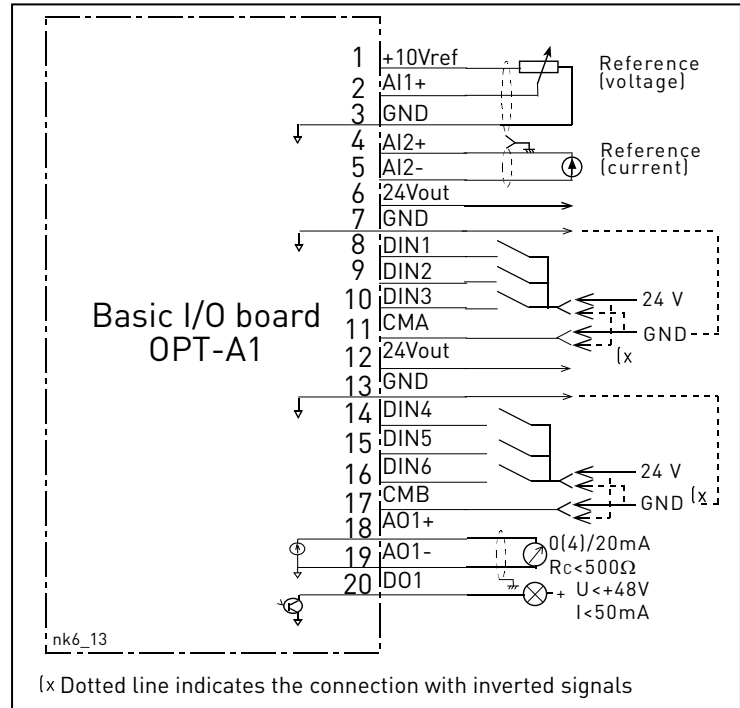 1 +10Vref
2 AI1+
3 GND
4 AI2+
5 AI2-
6 24Vout
7 GND
8 DIN1
9 DIN2
10 DIN3
11 CMA
12 24Vout
13 GND
14 DIN4
15 DIN5
16 DIN6
17 CMB
18 AO1+
19 AO1-
20 DO1
Basic I/O board
OPT-A1
Reference
(voltage)
Reference
(current)
24 V
GND
(x
24 V
GND (x
0(4)/20mA
RC<500Ω
+ U<+48V
I<50mA
nk6_13
(x Dotted line indicates the connection with inverted signals